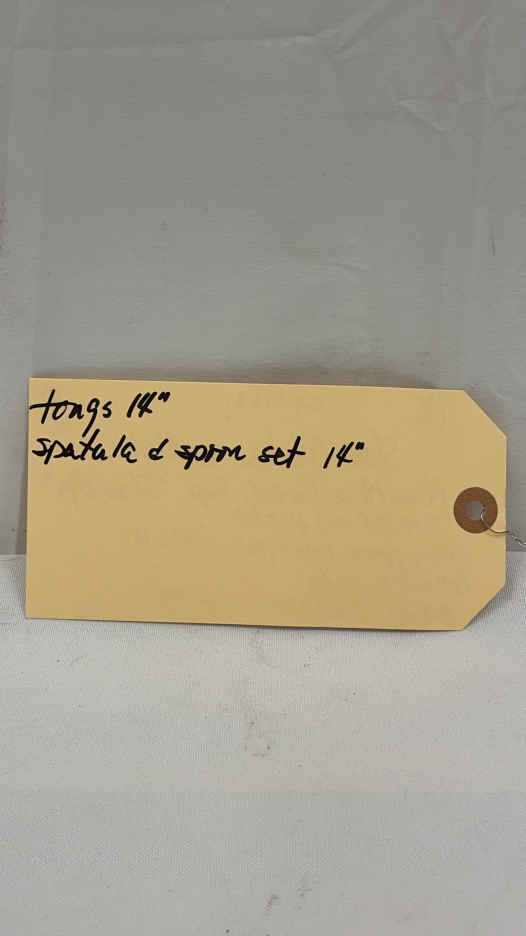 tongs 14"
spatula & spoon set 14"